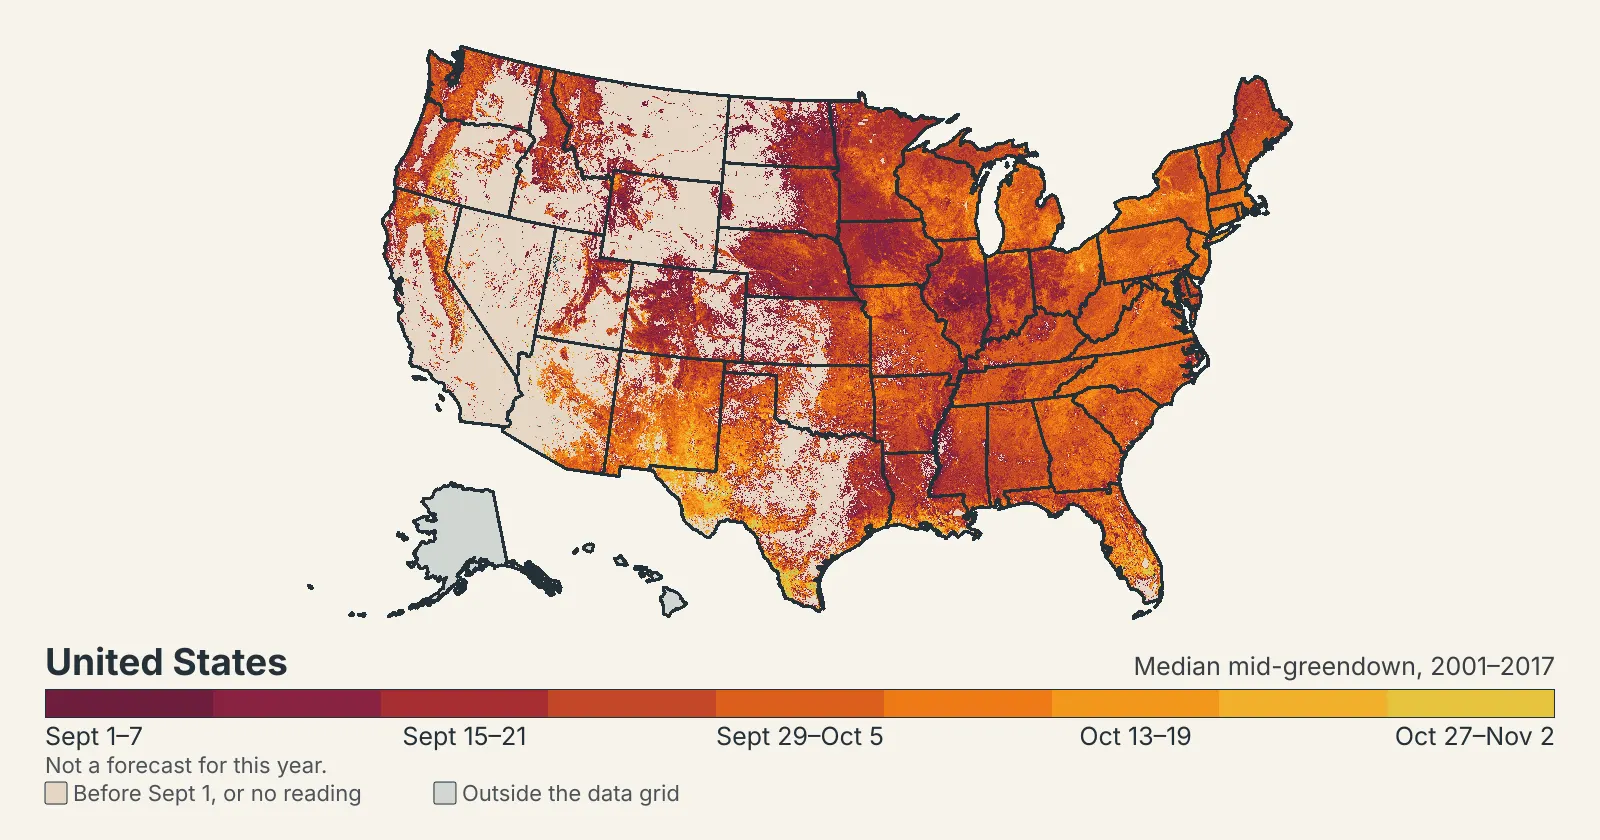 United States
Median mid-greendown, 2001–2017
Sept 1–7 Sept 15–21 Sept 29–Oct 5 Oct 13–19 Oct 27–Nov 2
Not a forecast for this year.
Before Sept 1, or no reading Outside the data grid